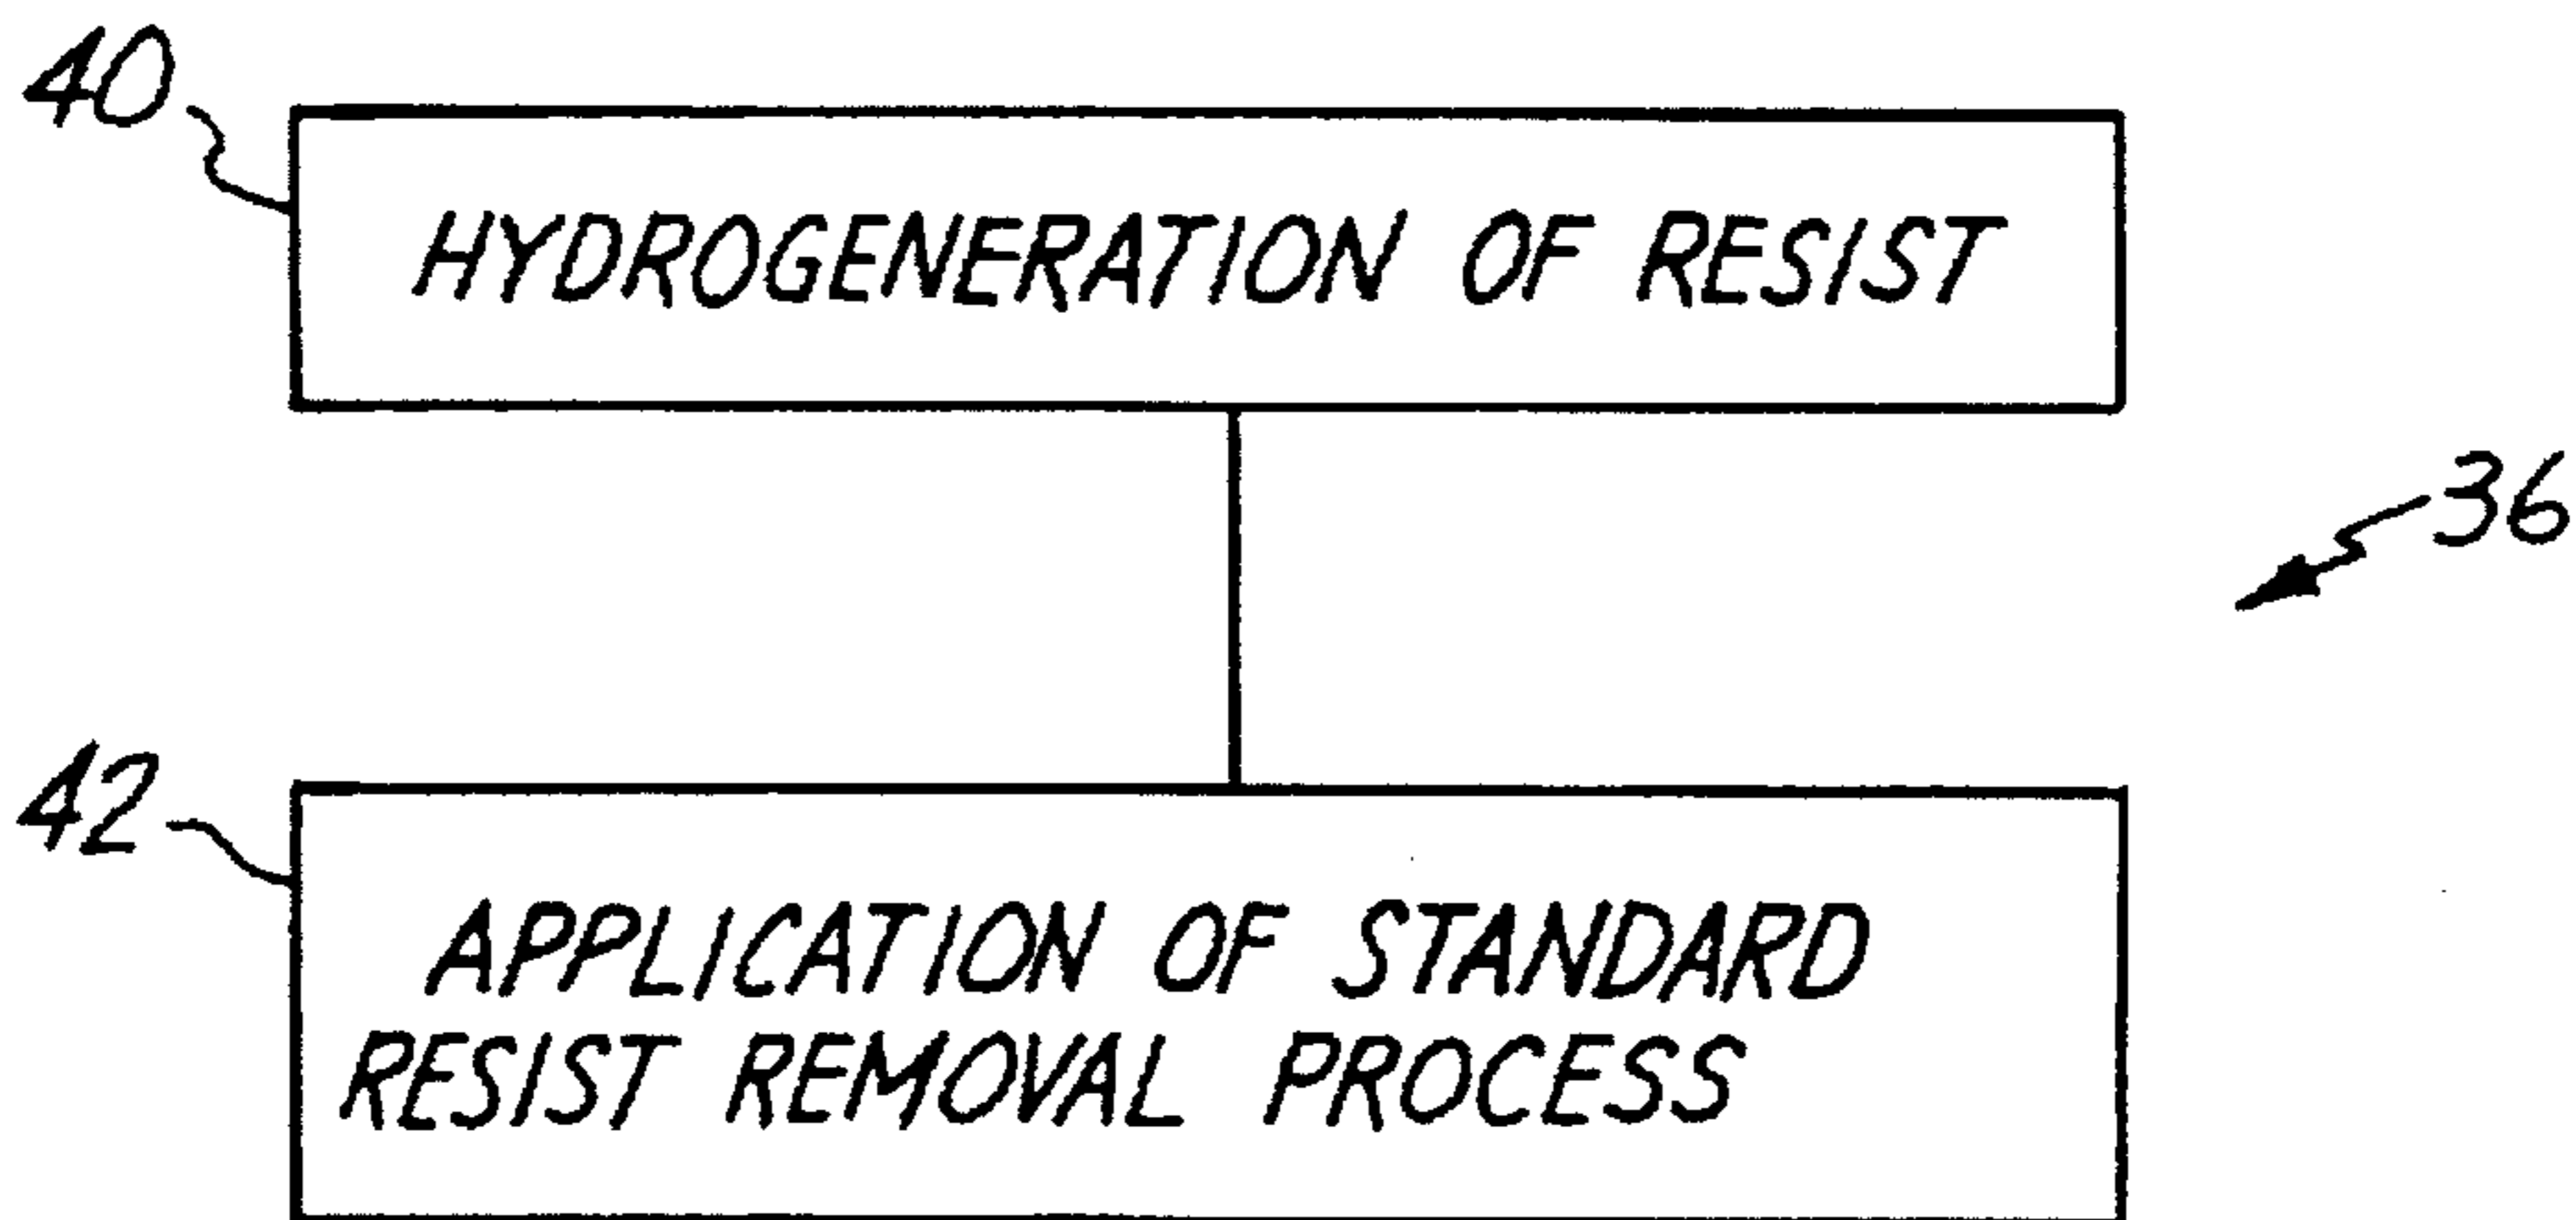 40
HYDROGENERATION OF RESIST
36
42
APPLICATION OF STANDARD
RESIST REMOVAL PROCESS